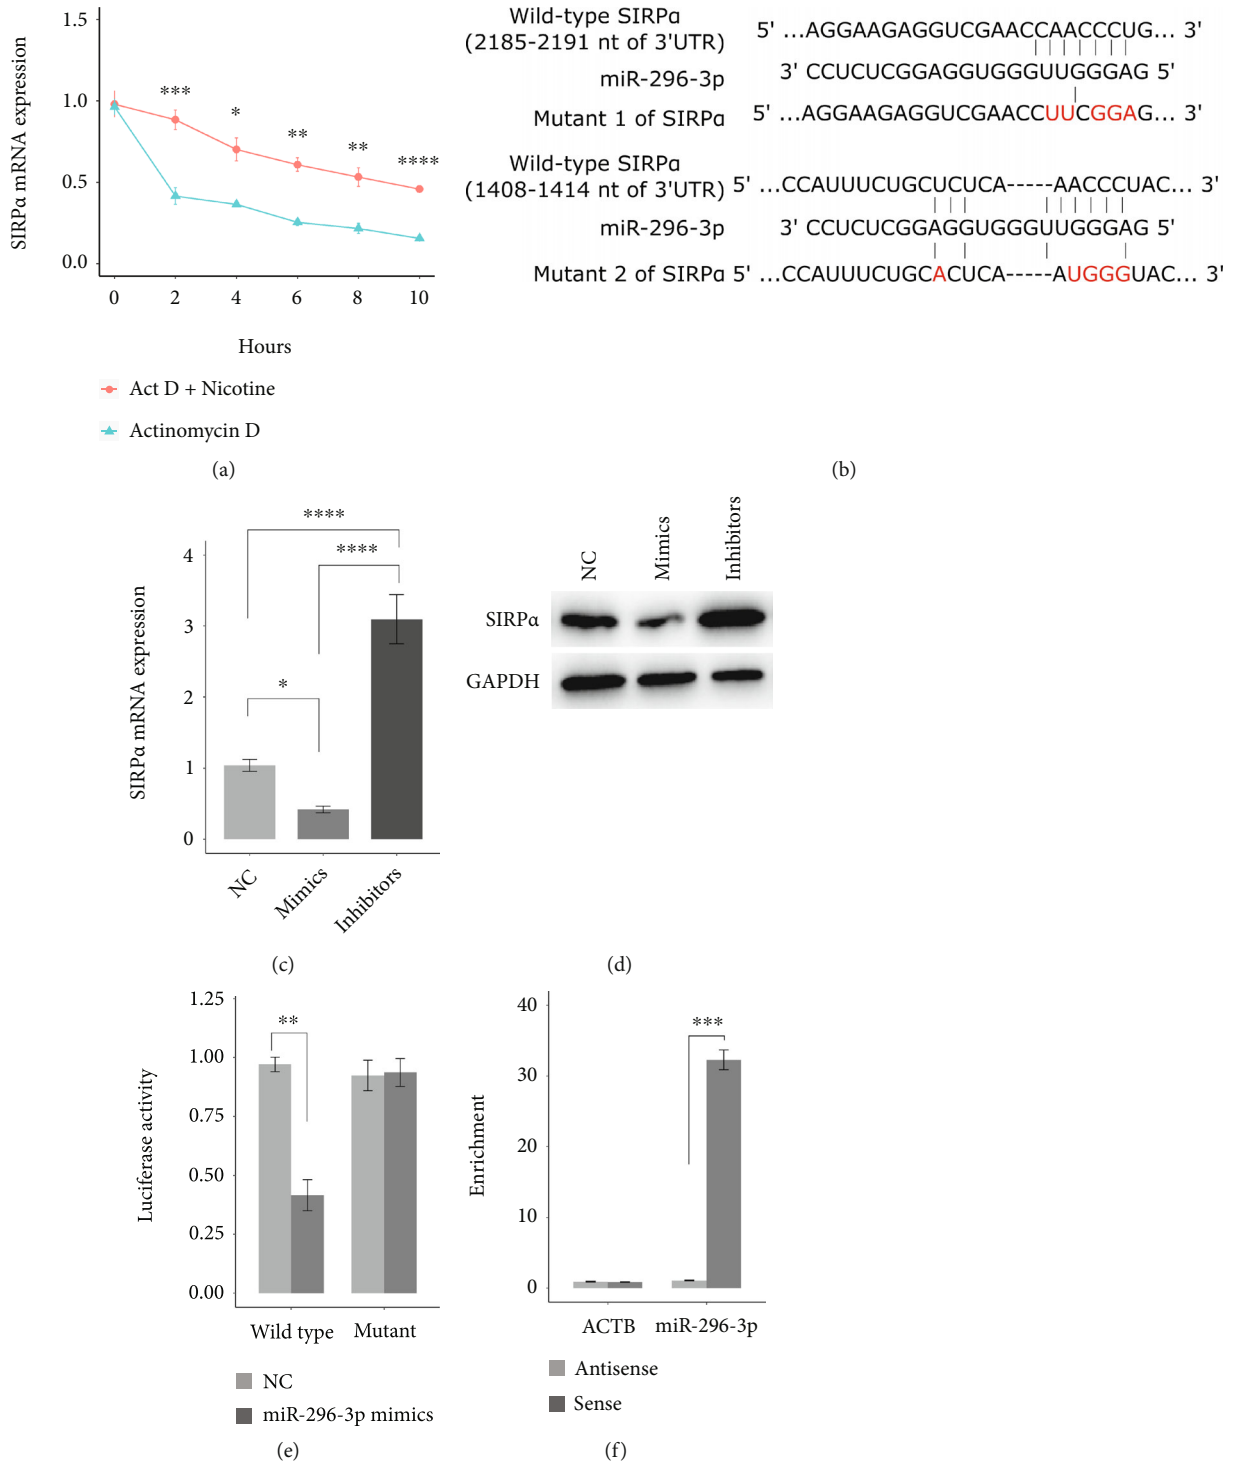 1.5
1.0
0.5
0.0
SIRPα mRNA expression
***
*
**
**
****
0 2 4 6 8 10
Hours
Act D + Nicotine
Actinomycin D
(a)
Wild-type SIRPα
(2185-2191 nt of 3'UTR)
5' ...AGGAAGAGGUCGAACCAACCCUG... 3'
miR-296-3p
3' CCUCUCGGAGGUGGGUUGGGAG 5'
Mutant 1 of SIRPα
5' ...AGGAAGAGGUCGAACCUUCGGAG... 3'
Wild-type SIRPα
(1408-1414 nt of 3'UTR)
5' ...CCAUUUCUGCUCUCA-----AACCCUAC... 3'
miR-296-3p
3' CCUCUCGGAGGUGGGUUGGGAG 5'
Mutant 2 of SIRPα
5' ...CCAUUUCUGCACUCA-----AUGGGUAC... 3'
(b)
****
****
*
4
3
2
1
0
SIRPα mRNA expression
NC
Mimics
Inhibitors
(c)
NC
Mimics
Inhibitors
SIRPα
GAPDH
(d)
1.25
1.00
0.75
0.50
0.25
0.00
Luciferase activity
**
Wild type Mutant
NC
miR-296-3p mimics
(e)
40
30
20
10
0
Enrichment
***
ACTB miR-296-3p
Antisense
Sense
(f)